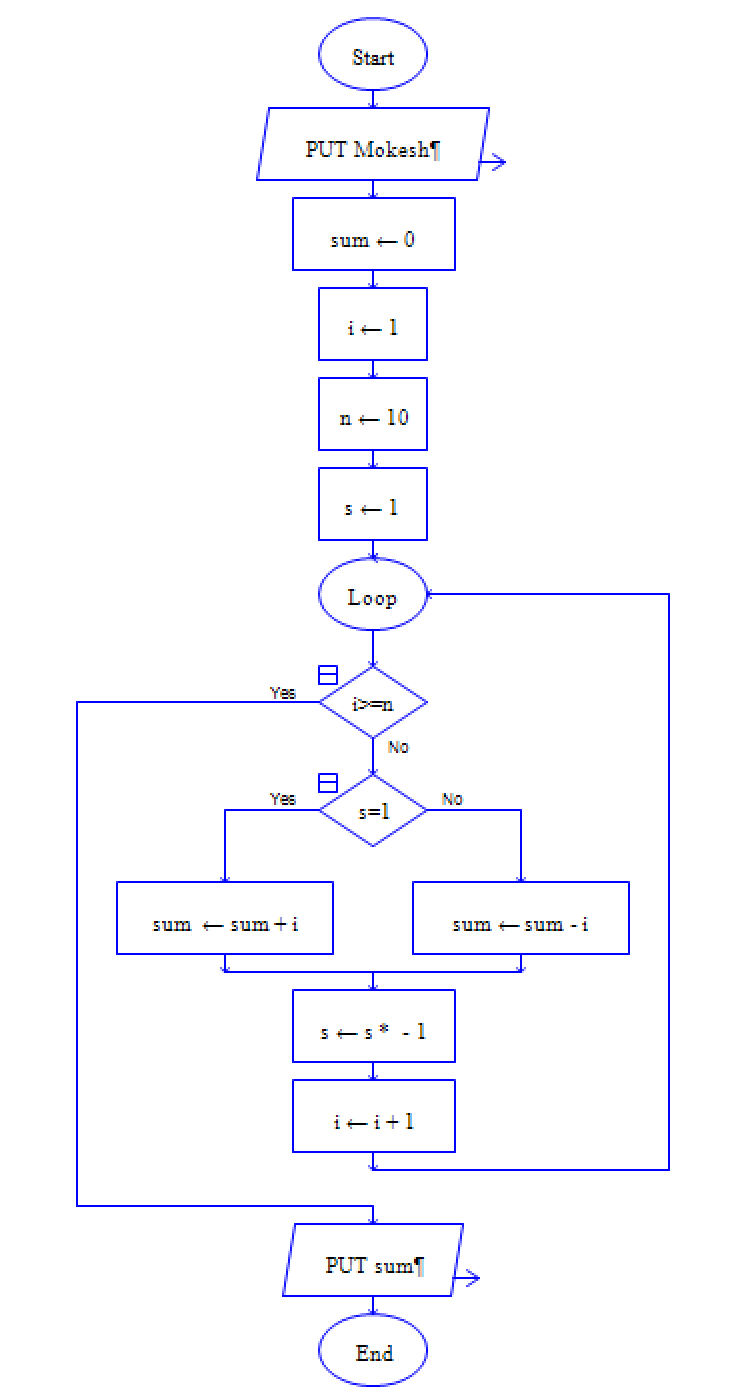 Start
PUT Mokesh¶
sum ← 0
i ← 1
n ← 10
s ← 1
Loop
Yes
i>=n
No
Yes
s=1
No
sum ← sum + i
sum ← sum - i
s ← s * - 1
i ← i + 1
PUT sum¶
End